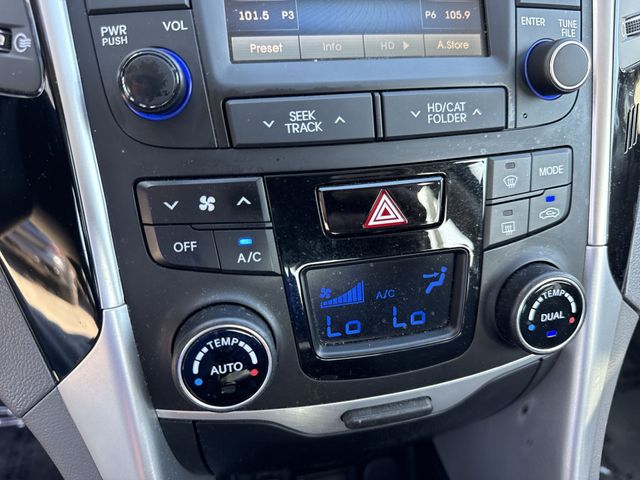 101.5 P3 P6 105.9
Preset Info HD ▶ A.Store
PWR
PUSH
VOL
ENTER
TUNE
FILE
SEEK
TRACK
HD/CAT
FOLDER
MODE
OFF
A/C
A/C
Lo Lo
TEMP
AUTO
TEMP
DUAL